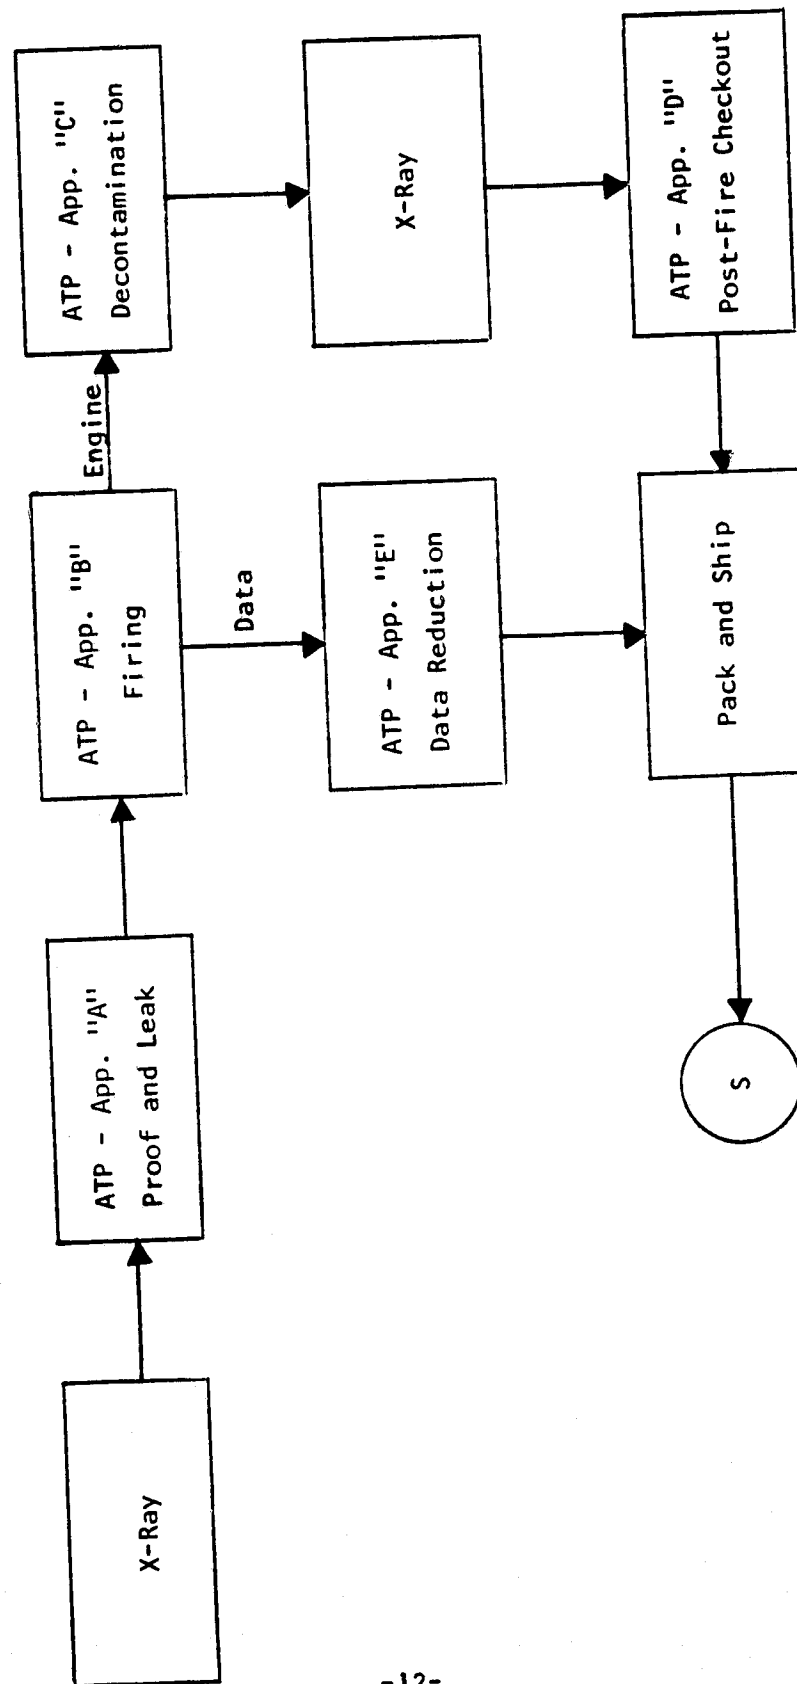 X-Ray
ATP - App. "A"
Proof and Leak
ATP - App. "B"
Firing
Engine
ATP - App. "C"
Decontamination
Data
ATP - App. "E"
Data Reduction
X-Ray
Pack and Ship
ATP - App. "D"
Post-Fire Checkout
S
-12-